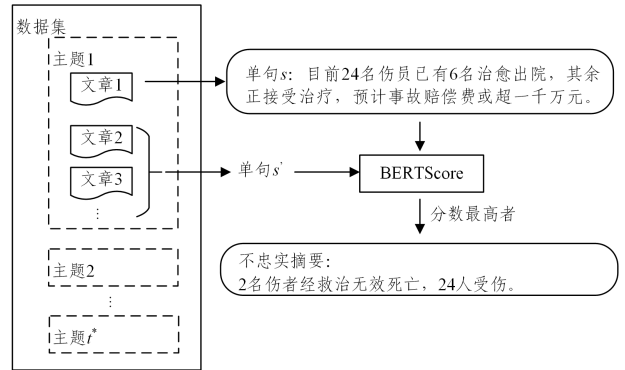 数据集
主题1
文章1
文章2
文章3
⋮
主题2
⋮
主题t*
单句s：目前24名伤员已有6名治愈出院，其余
正接受治疗，预计事故赔偿费或超一千万元。
单句s'
BERTScore
分数最高者
不忠实摘要：
2名伤者经救治无效死亡，24人受伤。